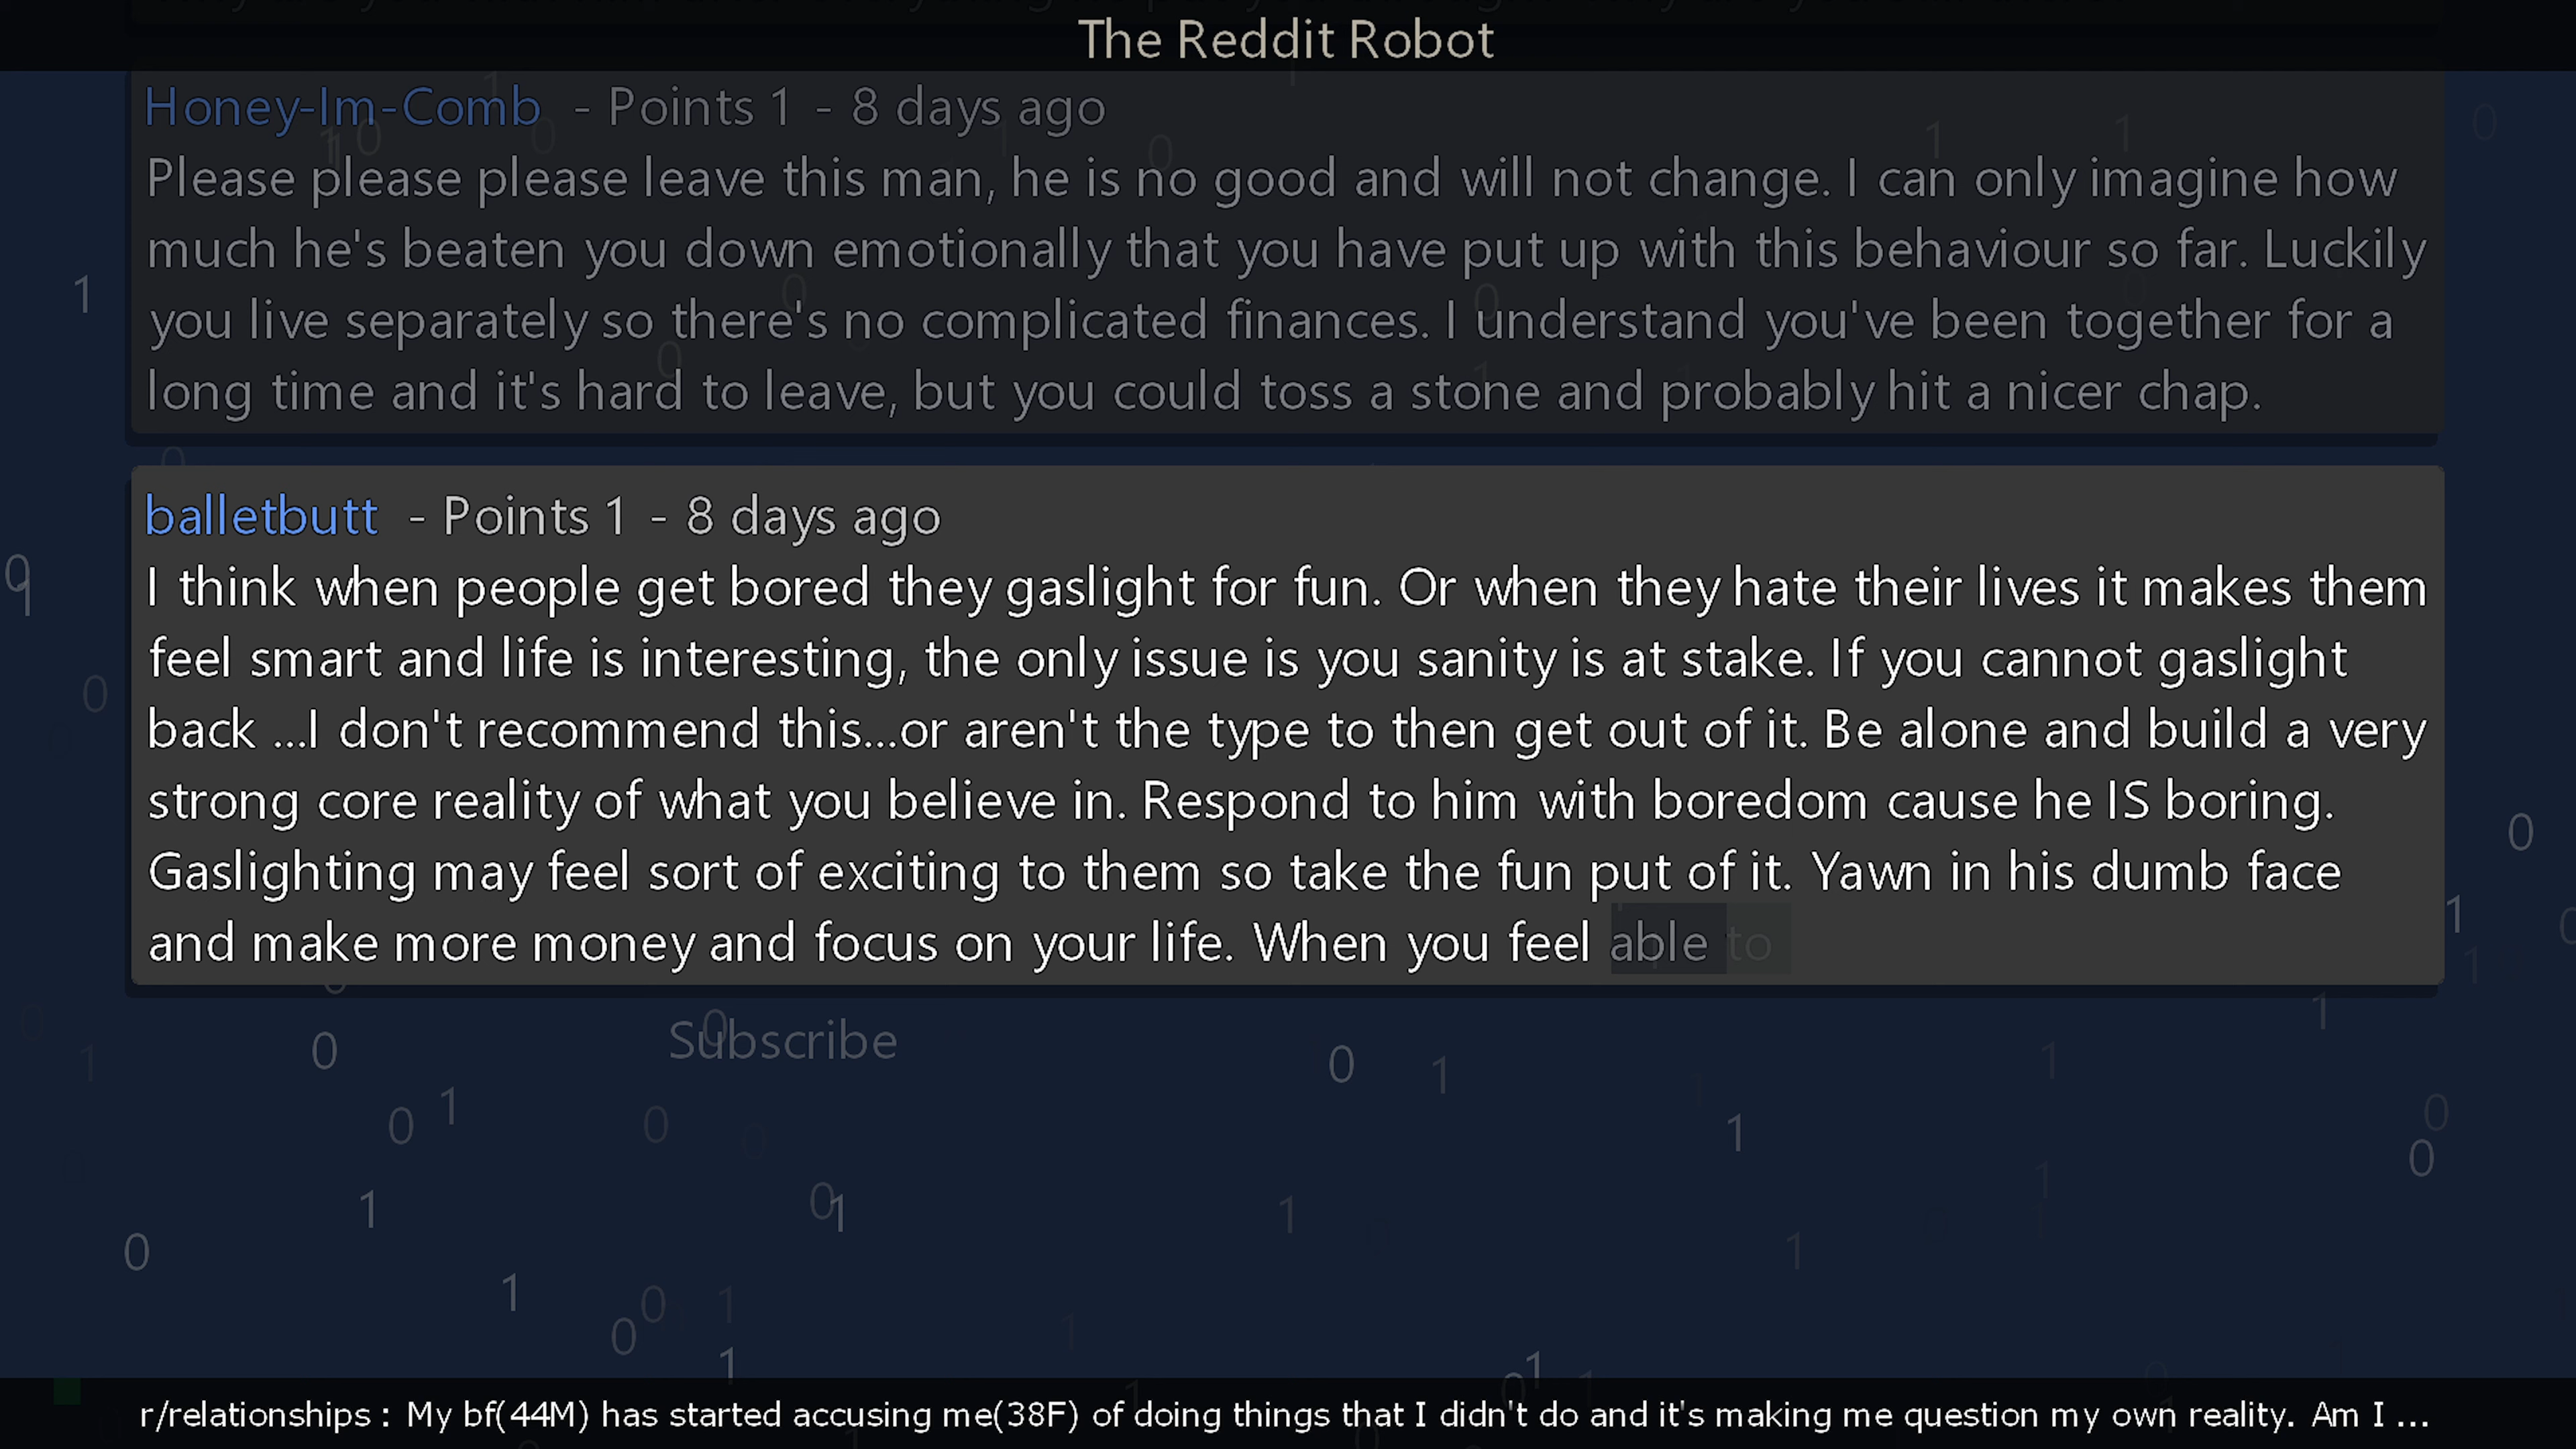 The Reddit Robot
Honey-Im-Comb - Points 1 - 8 days ago
Please please please leave this man, he is no good and will not change. I can only imagine how
much he's beaten you down emotionally that you have put up with this behaviour so far. Luckily
you live separately so there's no complicated finances. I understand you've been together for a
long time and it's hard to leave, but you could toss a stone and probably hit a nicer chap.
balletbutt - Points 1 - 8 days ago
I think when people get bored they gaslight for fun. Or when they hate their lives it makes them
feel smart and life is interesting, the only issue is you sanity is at stake. If you cannot gaslight
back ...I don't recommend this...or aren't the type to then get out of it. Be alone and build a very
strong core reality of what you believe in. Respond to him with boredom cause he IS boring.
Gaslighting may feel sort of exciting to them so take the fun put of it. Yawn in his dumb face
and make more money and focus on your life. When you feel able to
Subscribe
r/relationships : My bf(44M) has started accusing me(38F) of doing things that I didn't do and it's making me question my own reality. Am I ...